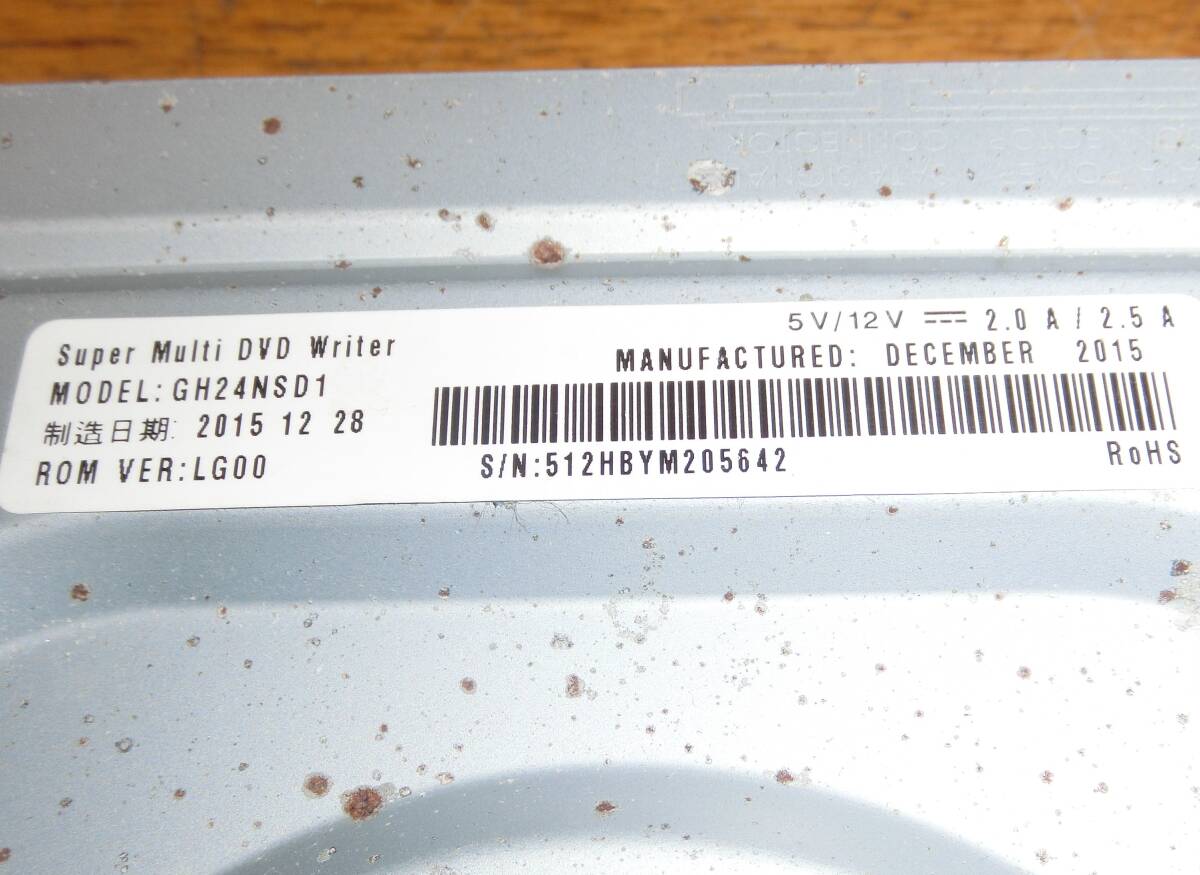 Super Multi DVD Writer
MODEL:GH24NSD1
制造日期: 2015 12 28
ROM VER:LG00
5V/12V ⎓ 2.0 A / 2.5 A
MANUFACTURED: DECEMBER 2015
S/N:512HBYM205642
RoHS
CONNECTOR